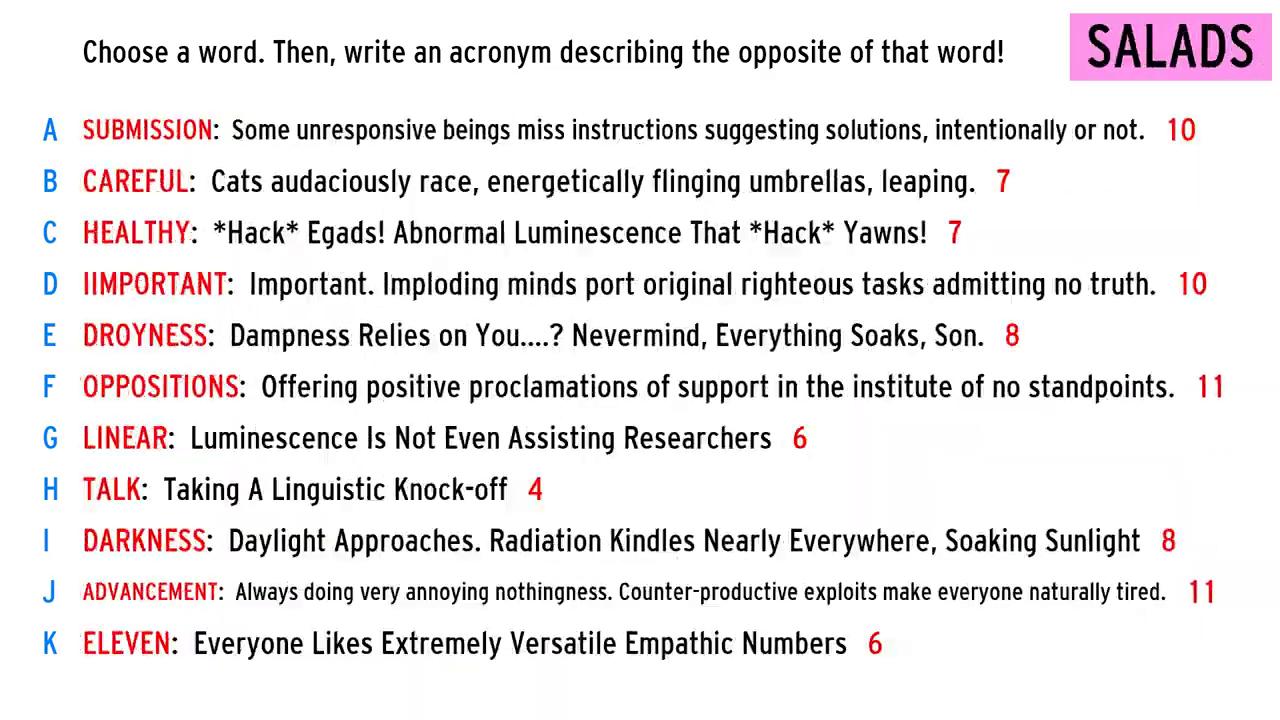 Choose a word. Then, write an acronym describing the opposite of that word!
SALADS
A SUBMISSION: Some unresponsive beings miss instructions suggesting solutions, intentionally or not. 10
B CAREFUL: Cats audaciously race, energetically flinging umbrellas, leaping. 7
C HEALTHY: *Hack* Egads! Abnormal Luminescence That *Hack* Yawns! 7
D IIMPORTANT: Important. Imploding minds port original righteous tasks admitting no truth. 10
E DROYNESS: Dampness Relies on You....? Nevermind, Everything Soaks, Son. 8
F OPPOSITIONS: Offering positive proclamations of support in the institute of no standpoints. 11
G LINEAR: Luminescence Is Not Even Assisting Researchers 6
H TALK: Taking A Linguistic Knock-off 4
I DARKNESS: Daylight Approaches. Radiation Kindles Nearly Everywhere, Soaking Sunlight 8
J ADVANCEMENT: Always doing very annoying nothingness. Counter-productive exploits make everyone naturally tired. 11
K ELEVEN: Everyone Likes Extremely Versatile Empathic Numbers 6